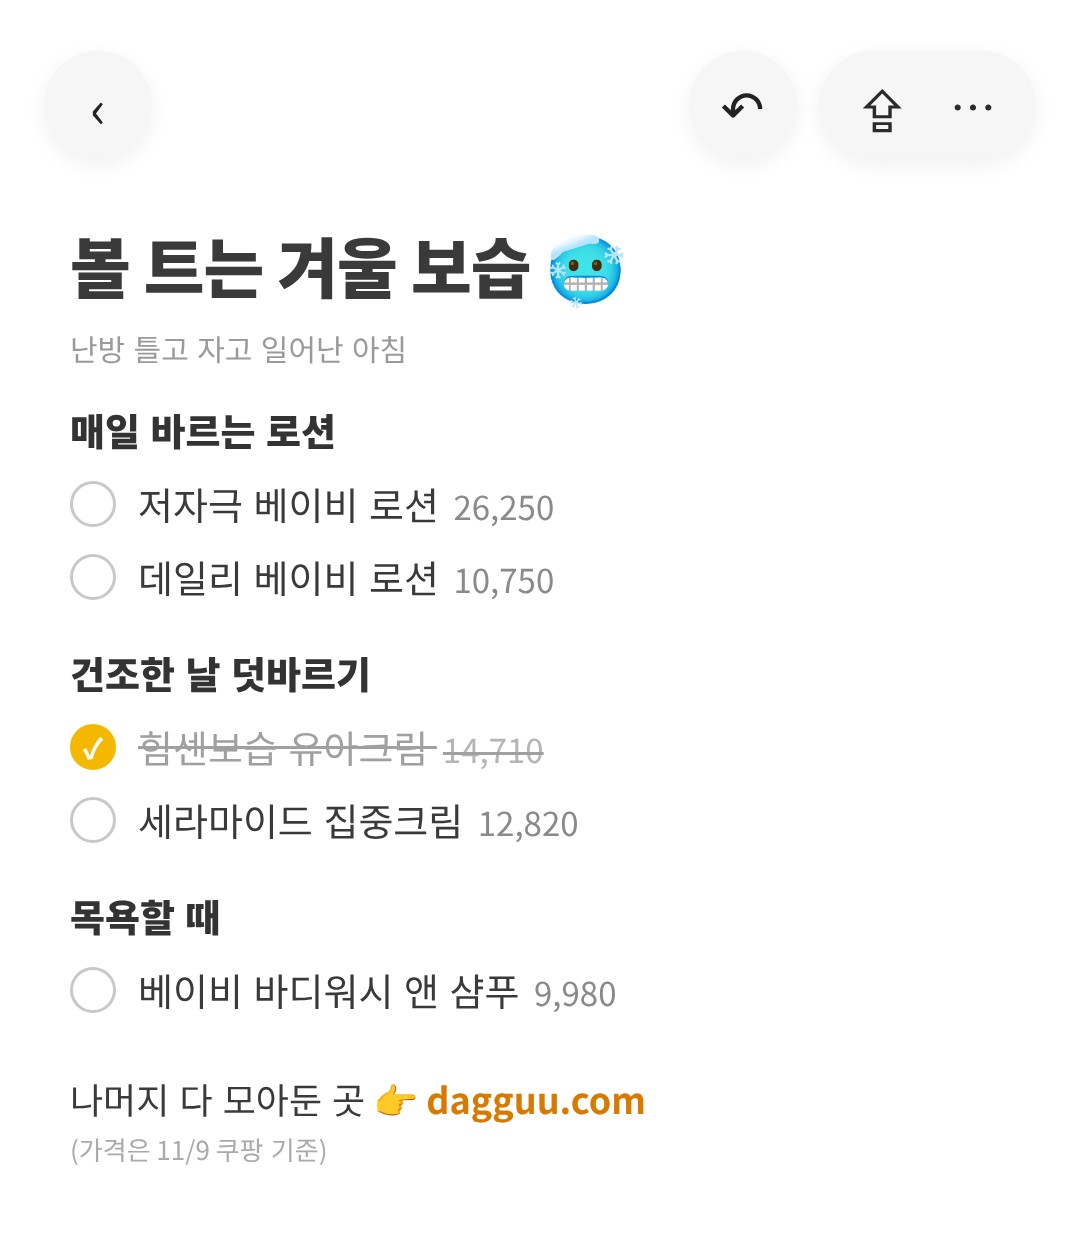 볼 트는 겨울 보습 🥶
난방 틀고 자고 일어난 아침
매일 바르는 로션
저자극 베이비 로션 26,250
데일리 베이비 로션 10,750
건조한 날 덧바르기
힘센보습 유아크림 14,710
세라마이드 집중크림 12,820
목욕할 때
베이비 바디워시 앤 샴푸 9,980
나머지 다 모아둔 곳 👉 dagguu.com
(가격은 11/9 쿠팡 기준)